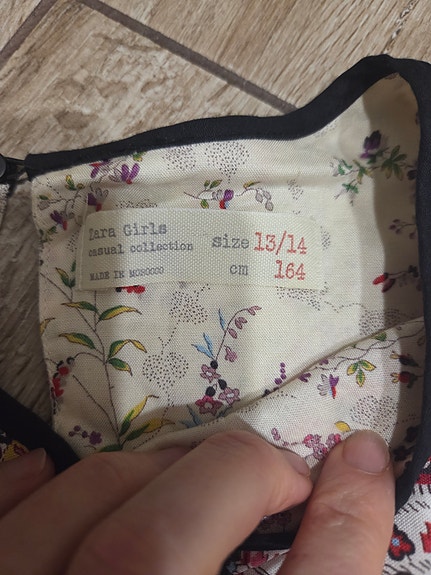 Zara Girls
casual collection
MADE IN MOROCCO
size 13/14
cm 164